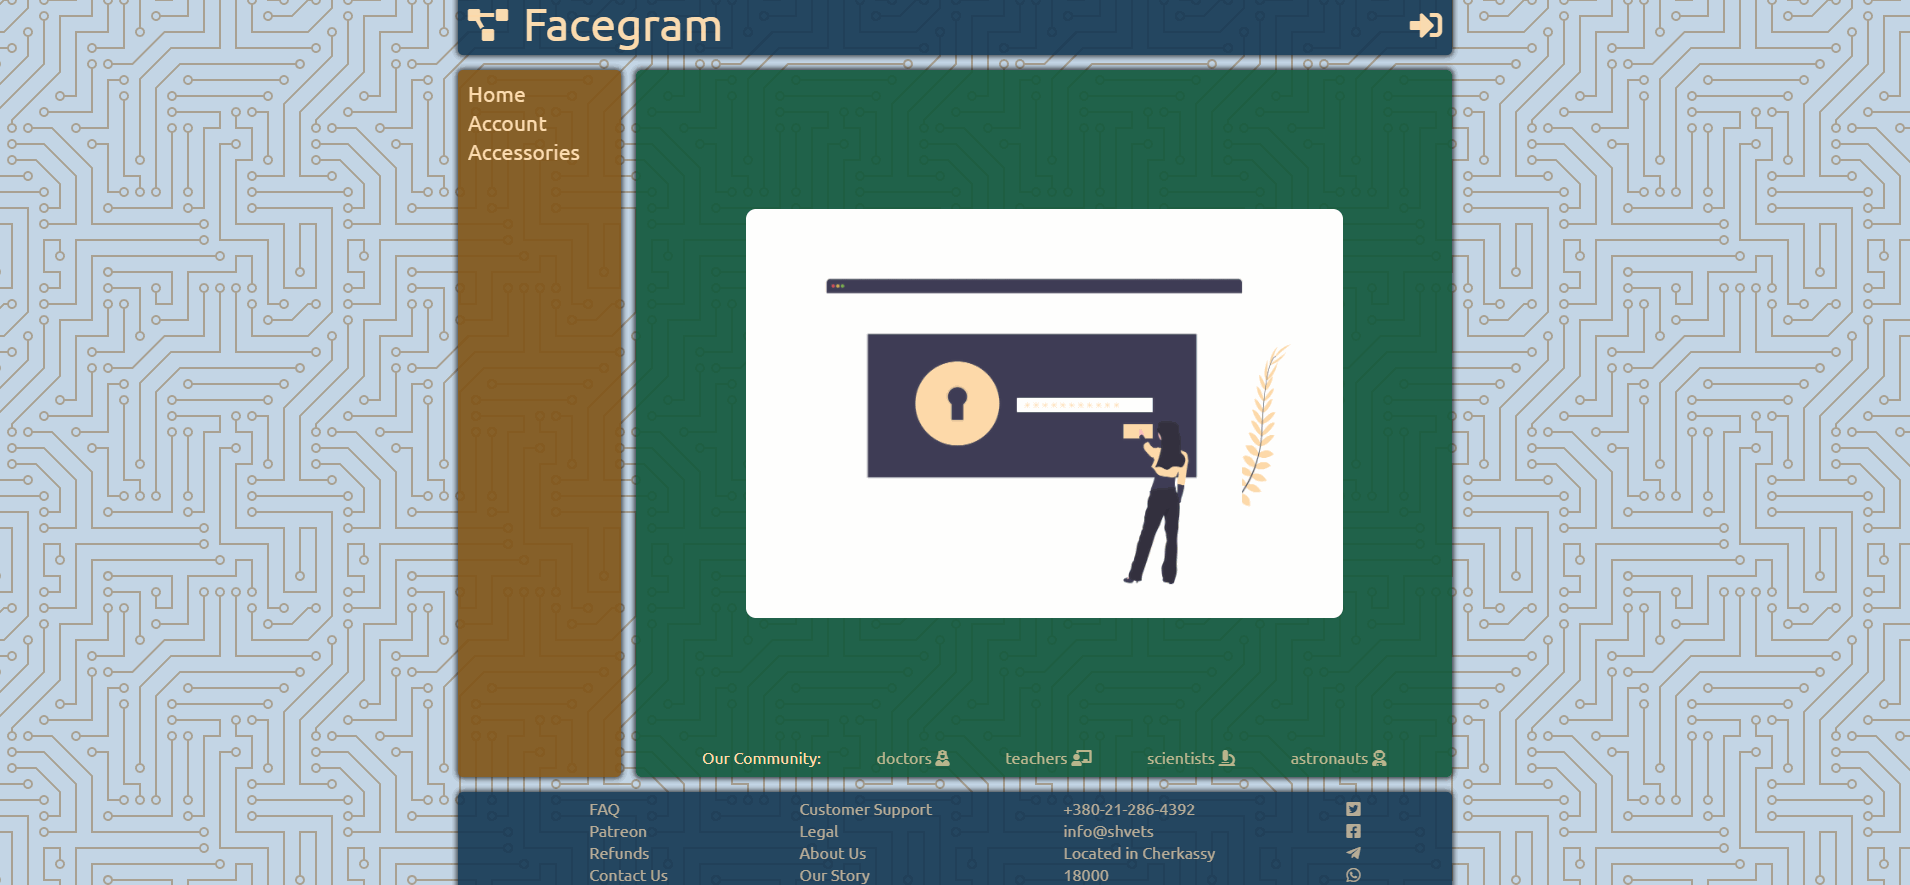 Facegram
Home
Account
Accessories
Our Community: doctors teachers scientists astronauts
FAQ Customer Support +380-21-286-4392
Patreon Legal info@shvets
Refunds About Us Located in Cherkassy
Contact Us Our Story 18000